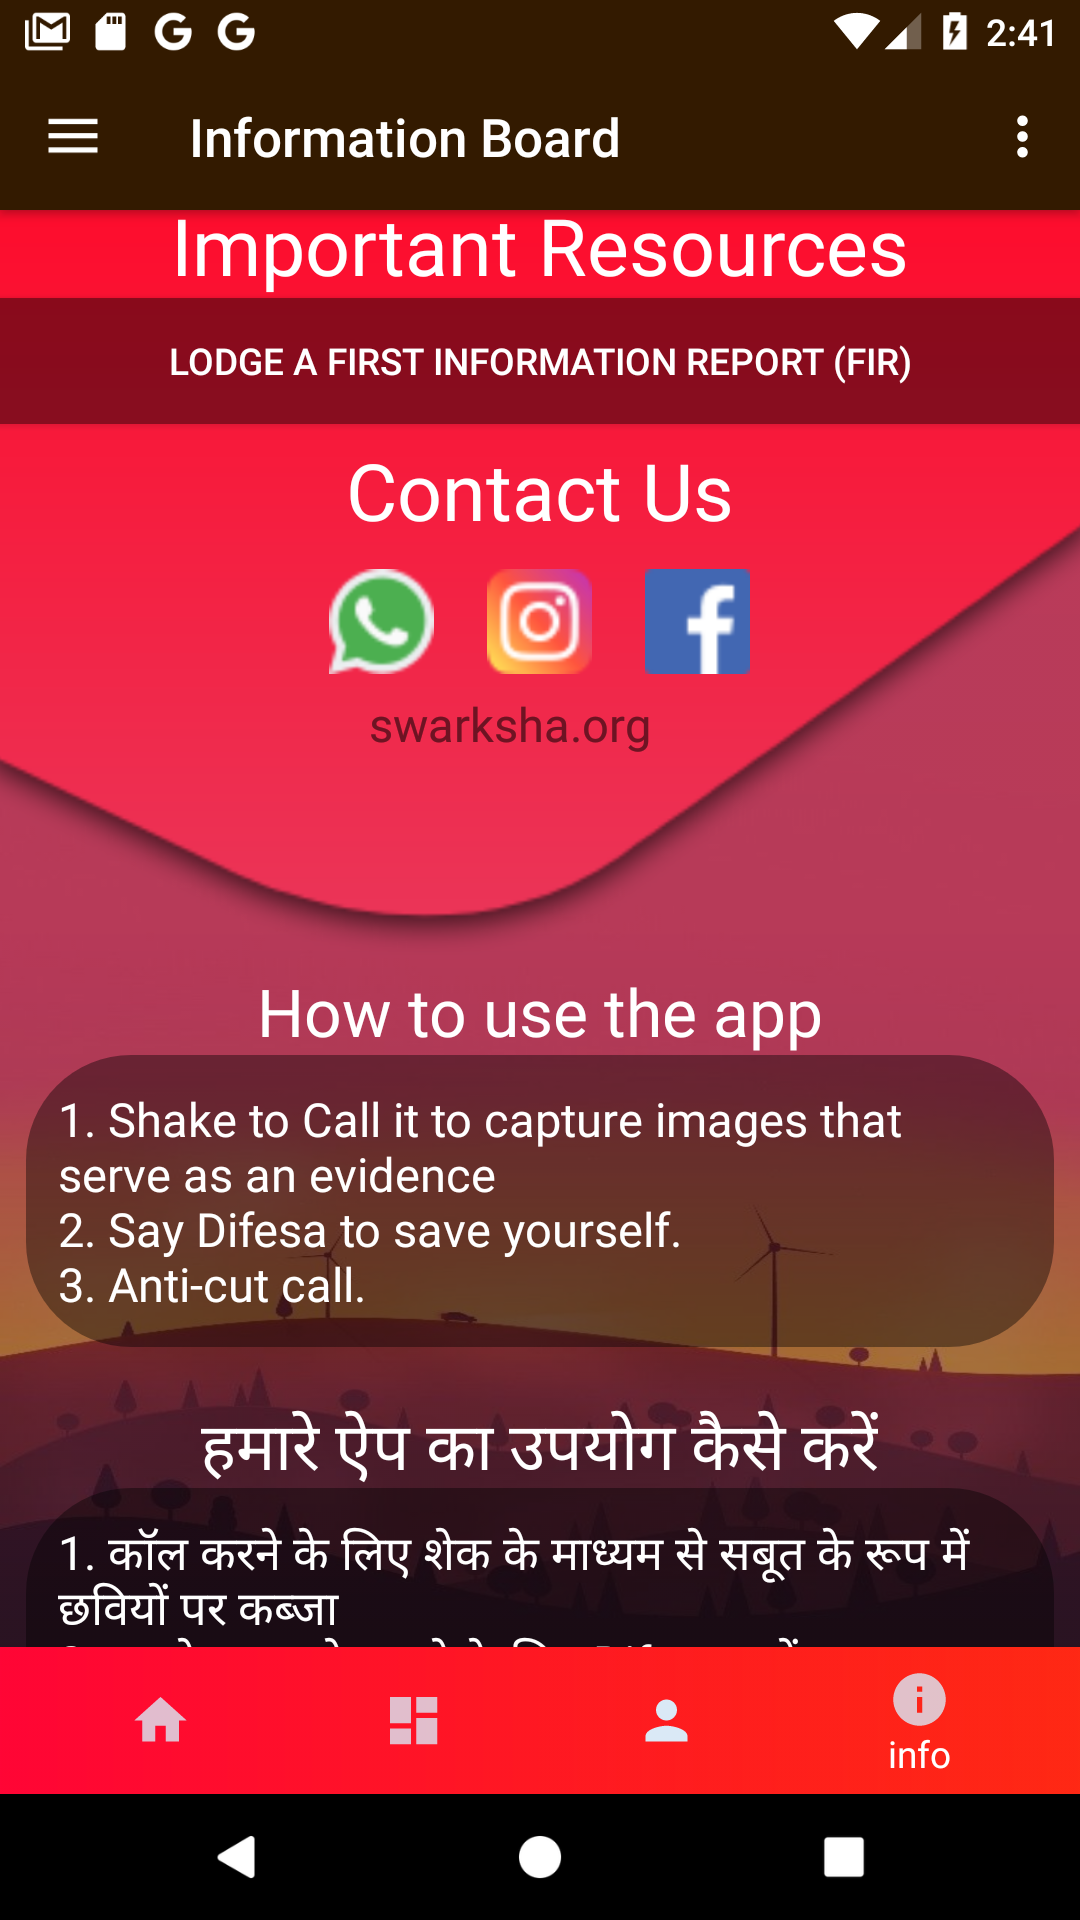 2:41
Information Board
Important Resources
LODGE A FIRST INFORMATION REPORT (FIR)
Contact Us
swarksha.org
How to use the app
1. Shake to Call it to capture images that
serve as an evidence
2. Say Difesa to save yourself.
3. Anti-cut call.
हमारे ऐप का उपयोग कैसे करें
1. कॉल करने के लिए शेक के माध्यम से सबूत के रूप में
छवियों पर कब्जा
info